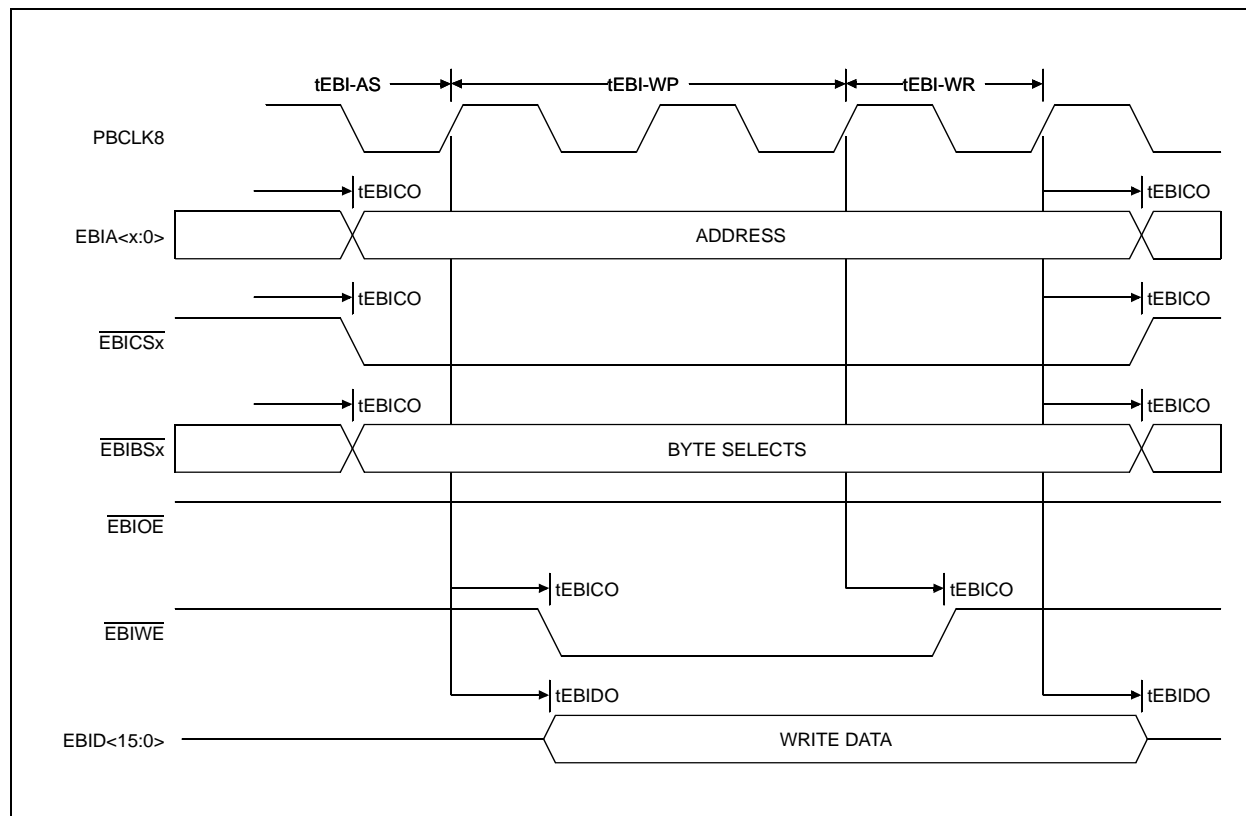 tEBI-AS tEBI-WP tEBI-WR
PBCLK8
tEBICO tEBICO
EBIA<x:0> ADDRESS
tEBICO tEBICO
EBICSx
tEBICO tEBICO
EBIBSx BYTE SELECTS
EBIOE
tEBICO tEBICO
EBIWE
tEBIDO tEBIDO
EBID<15:0> WRITE DATA